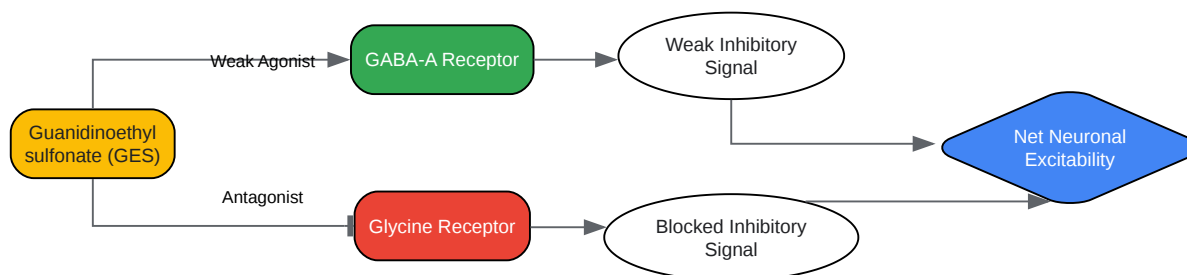 Weak Agonist
GABA-A Receptor
Weak Inhibitory
Signal
Guanidinoethyl
sulfonate (GES)
Net Neuronal
Excitability
Antagonist
Glycine Receptor
Blocked Inhibitory
Signal